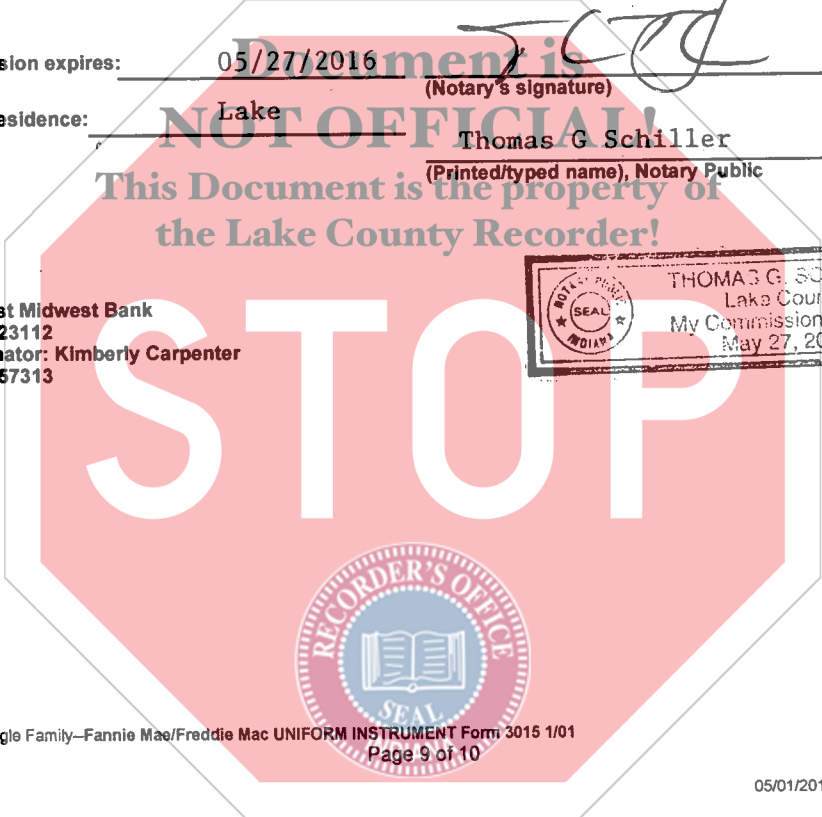 sion expires: 05/27/2016
Document is
(Notary's signature)
esidence: Lake
NOT OFFICIAL!
Thomas G Schiller
(Printed/typed name), Notary Public
This Document is the property of
the Lake County Recorder!
st Midwest Bank
23112
ator: Kimberly Carpenter
57313
THOMAS G. SC
Lake Cour
My Commission
May 27, 20
NOTARY PUBLIC
SEAL
INDIANA
STOP
RECORDER'S OFFICE
SEAL
gle Family–Fannie Mae/Freddie Mac UNIFORM INSTRUMENT Form 3015 1/01
Page 9 of 10
05/01/201